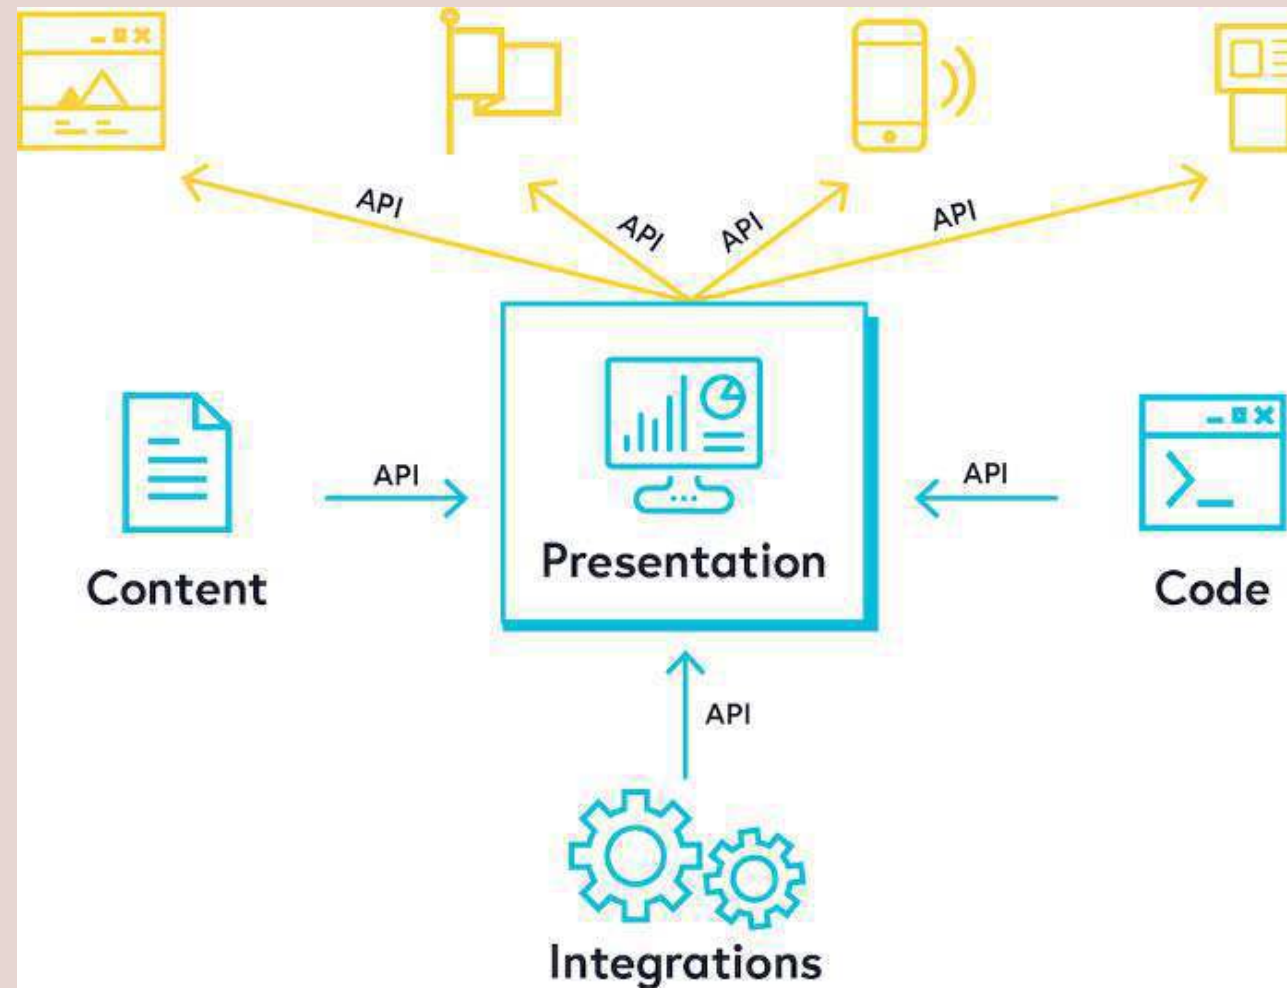 API
API
API
API
API
API
Presentation
Content
Code
API
Integrations